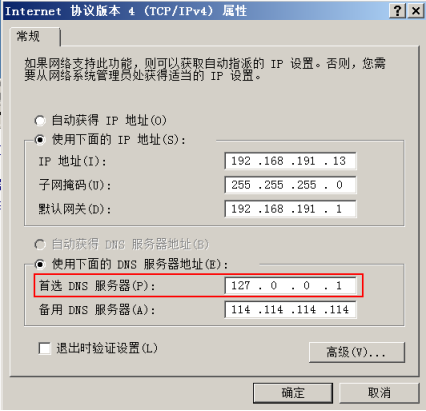 Internet 协议版本 4 (TCP/IPv4) 属性
常规
如果网络支持此功能，则可以获取自动指派的 IP 设置。否则，您需
要从网络系统管理员处获得适当的 IP 设置。
自动获得 IP 地址(O)
使用下面的 IP 地址(S):
IP 地址(I): 192 .168 .191 . 13
子网掩码(U): 255 .255 .255 . 0
默认网关(D): 192 .168 .191 . 1
自动获得 DNS 服务器地址(B)
使用下面的 DNS 服务器地址(E):
首选 DNS 服务器(P): 127 . 0 . 0 . 1
备用 DNS 服务器(A): 114 .114 .114 .114
退出时验证设置(L)
高级(V)...
确定 取消